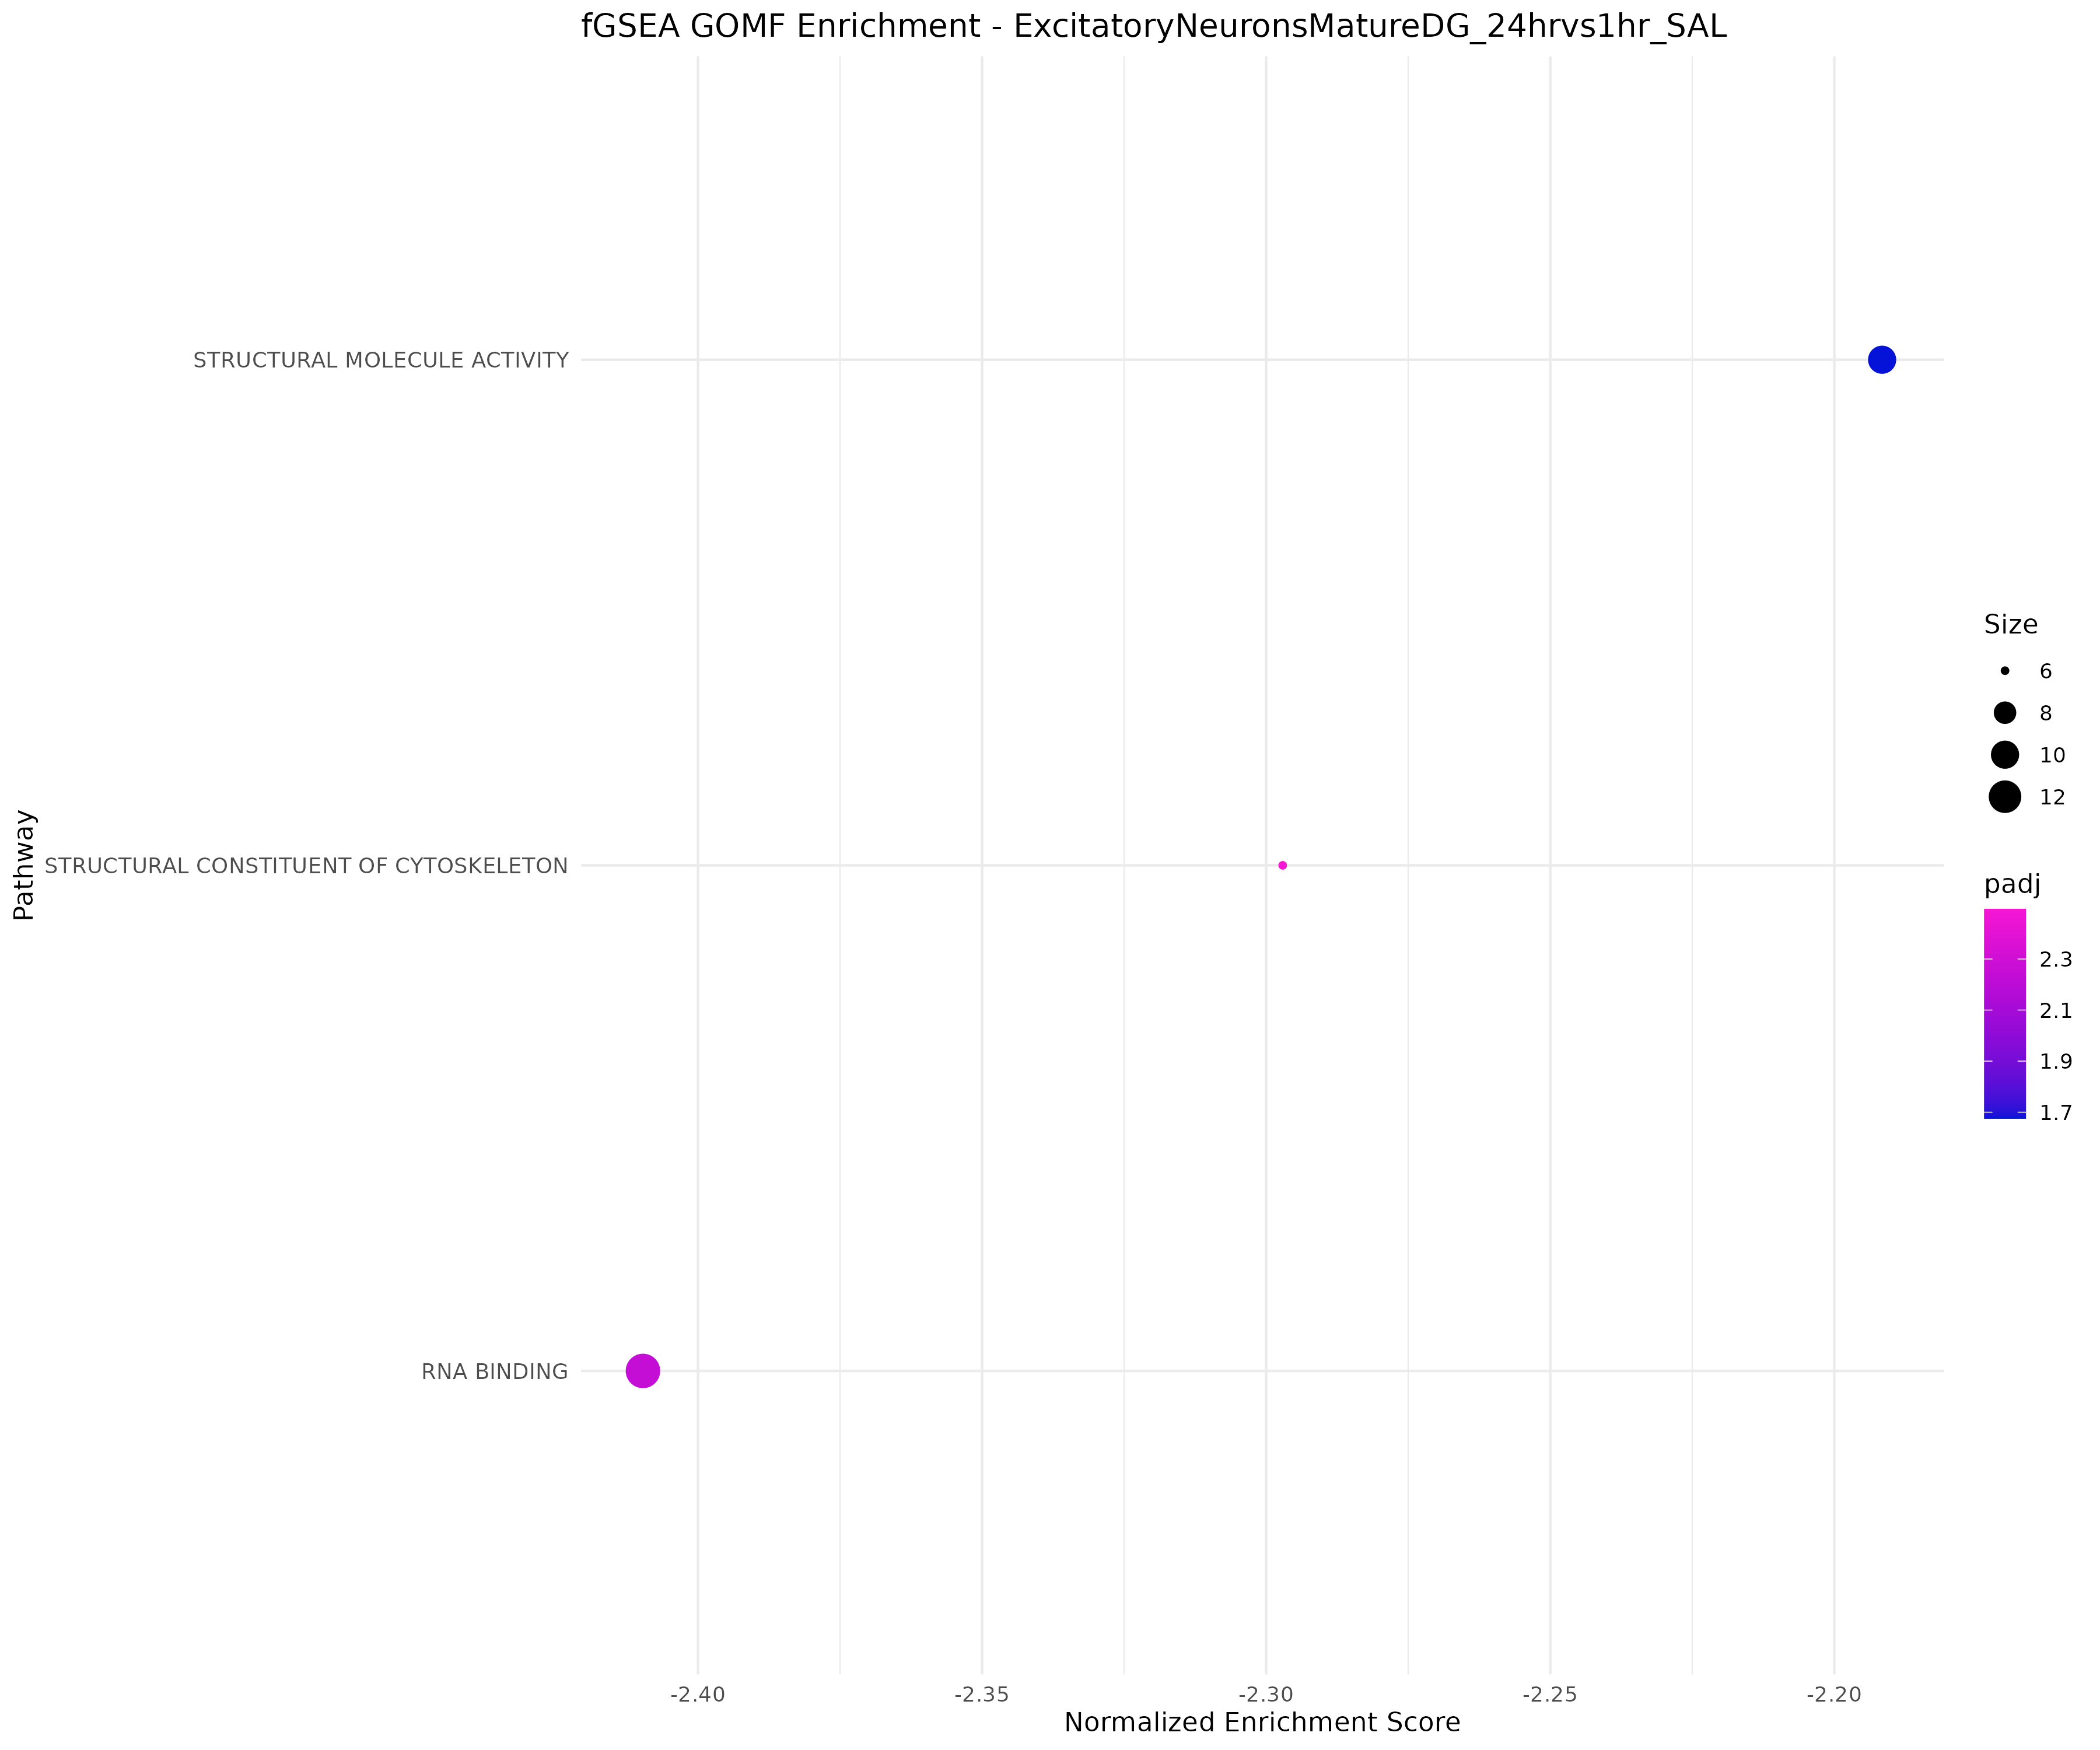 fGSEA GOMF Enrichment - ExcitatoryNeuronsMatureDG_24hrvs1hr_SAL
Pathway
STRUCTURAL MOLECULE ACTIVITY
STRUCTURAL CONSTITUENT OF CYTOSKELETON
RNA BINDING
-2.40
-2.35
-2.30
-2.25
-2.20
Normalized Enrichment Score
Size
6
8
10
12
padj
2.3
2.1
1.9
1.7